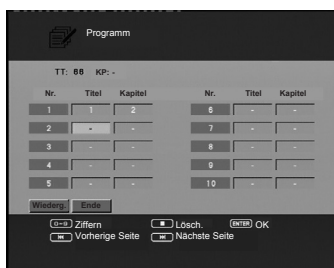 Programm
TT: 66 KP: -
Nr. Titel Kapitel Nr. Titel Kapitel
1 1 2 6 - -
2 - 7 - -
3 - - 8 - -
4 - - 9 - -
5 - - 10 - -
Wiederg. Ende
0-9 Ziffern Lösch. ENTER OK
Vorherige Seite Nächste Seite